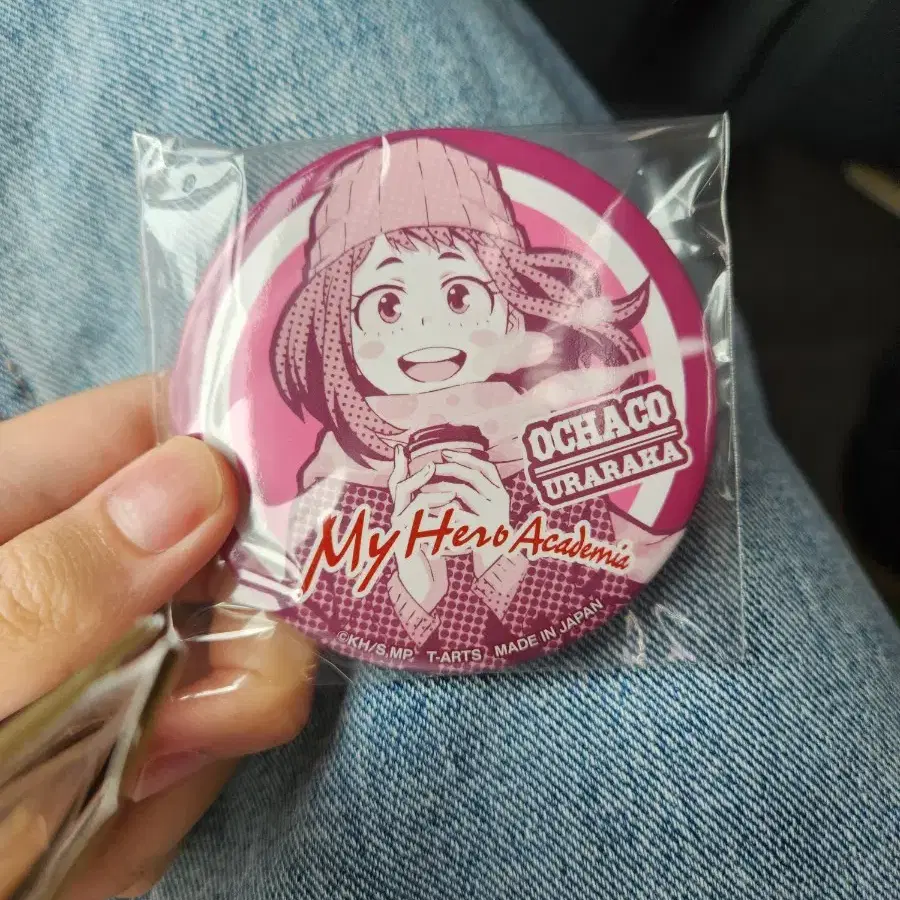 OCHACO
URARAKA
My Hero Academia
©KH/S.MP. T-ARTS MADE IN JAPAN